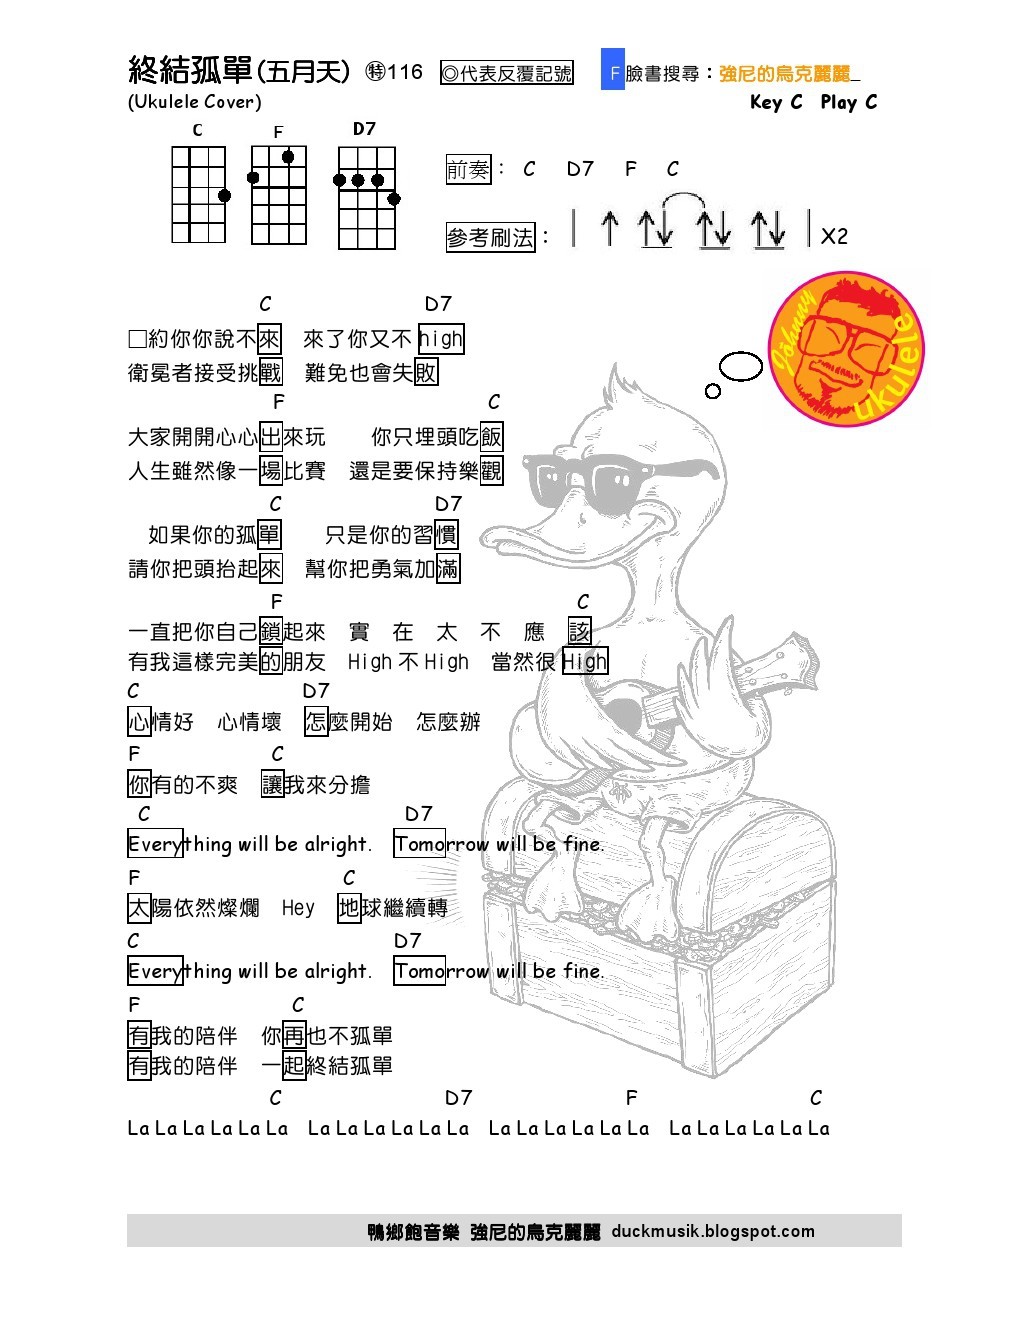 終結孤單(五月天) ㊕116 ◎代表反覆記號 F 臉書搜尋：強尼的烏克麗麗_
(Ukulele Cover) Key C Play C
C F D7
前奏： C D7 F C
參考刷法： X2
Johnny ukulele
C D7
□約你你說不來 來了你又不 high
衛冕者接受挑戰 難免也會失敗
F C
大家開開心心出來玩 你只埋頭吃飯
人生雖然像一場比賽 還是要保持樂觀
C D7
如果你的孤單 只是你的習慣
請你把頭抬起來 幫你把勇氣加滿
F C
一直把你自己鎖起來 實 在 太 不 應 該
有我這樣完美的朋友 High 不 High 當然很 High
C D7
心情好 心情壞 怎麼開始 怎麼辦
F C
你有的不爽 讓我來分擔
C D7
Everything will be alright. Tomorrow will be fine.
F C
太陽依然燦爛 Hey 地球繼續轉
C D7
Everything will be alright. Tomorrow will be fine.
F C
有我的陪伴 你再也不孤單
有我的陪伴 一起終結孤單
C D7 F C
La La La La La La La La La La La La La La La La La La La La La La La La
鴨鄉飽音樂 強尼的烏克麗麗 duckmusik.blogspot.com